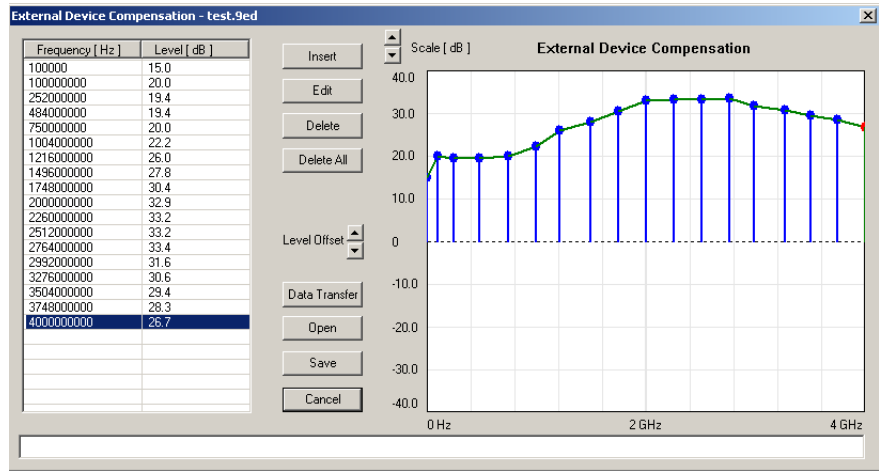 External Device Compensation - test.9ed
Frequency [ Hz ] Level [ dB ]
100000 15.0
100000000 20.0
252000000 19.4
484000000 19.4
750000000 20.0
1004000000 22.2
1216000000 26.0
1496000000 27.8
1748000000 30.4
2000000000 32.9
2260000000 33.2
2512000000 33.2
2764000000 33.4
2992000000 31.6
3276000000 30.6
3504000000 29.4
3748000000 28.3
4000000000 26.7
Insert
Edit
Delete
Delete All
Level Offset
Data Transfer
Open
Save
Cancel
Scale [ dB ] External Device Compensation
40.0
30.0
20.0
10.0
0
-10.0
-20.0
-30.0
-40.0
0 Hz 2 GHz 4 GHz